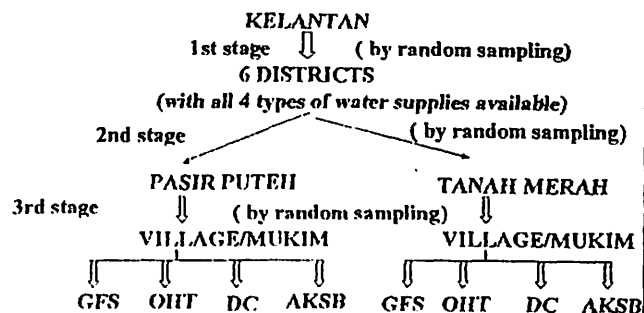 KELANTAN
1st stage ( by random sampling)
6 DISTRICTS
(with all 4 types of water supplies available)
2nd stage ( by random sampling)
PASIR PUTEH TANAH MERAH
3rd stage ( by random sampling)
VILLAGE/MUKIM VILLAGE/MUKIM
GFS OHT DC AKSB GFS OHT DC AKSB